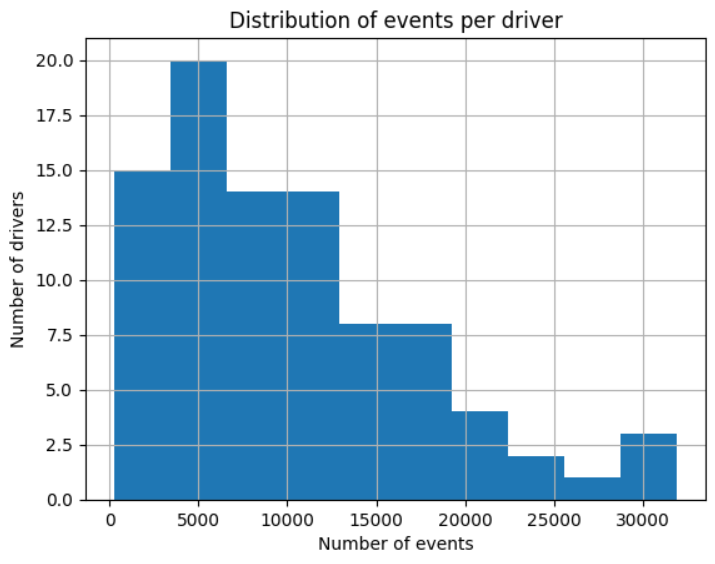 Distribution of events per driver
20.0
17.5
15.0
12.5
10.0
7.5
5.0
2.5
0.0
Number of drivers
0 5000 10000 15000 20000 25000 30000
Number of events